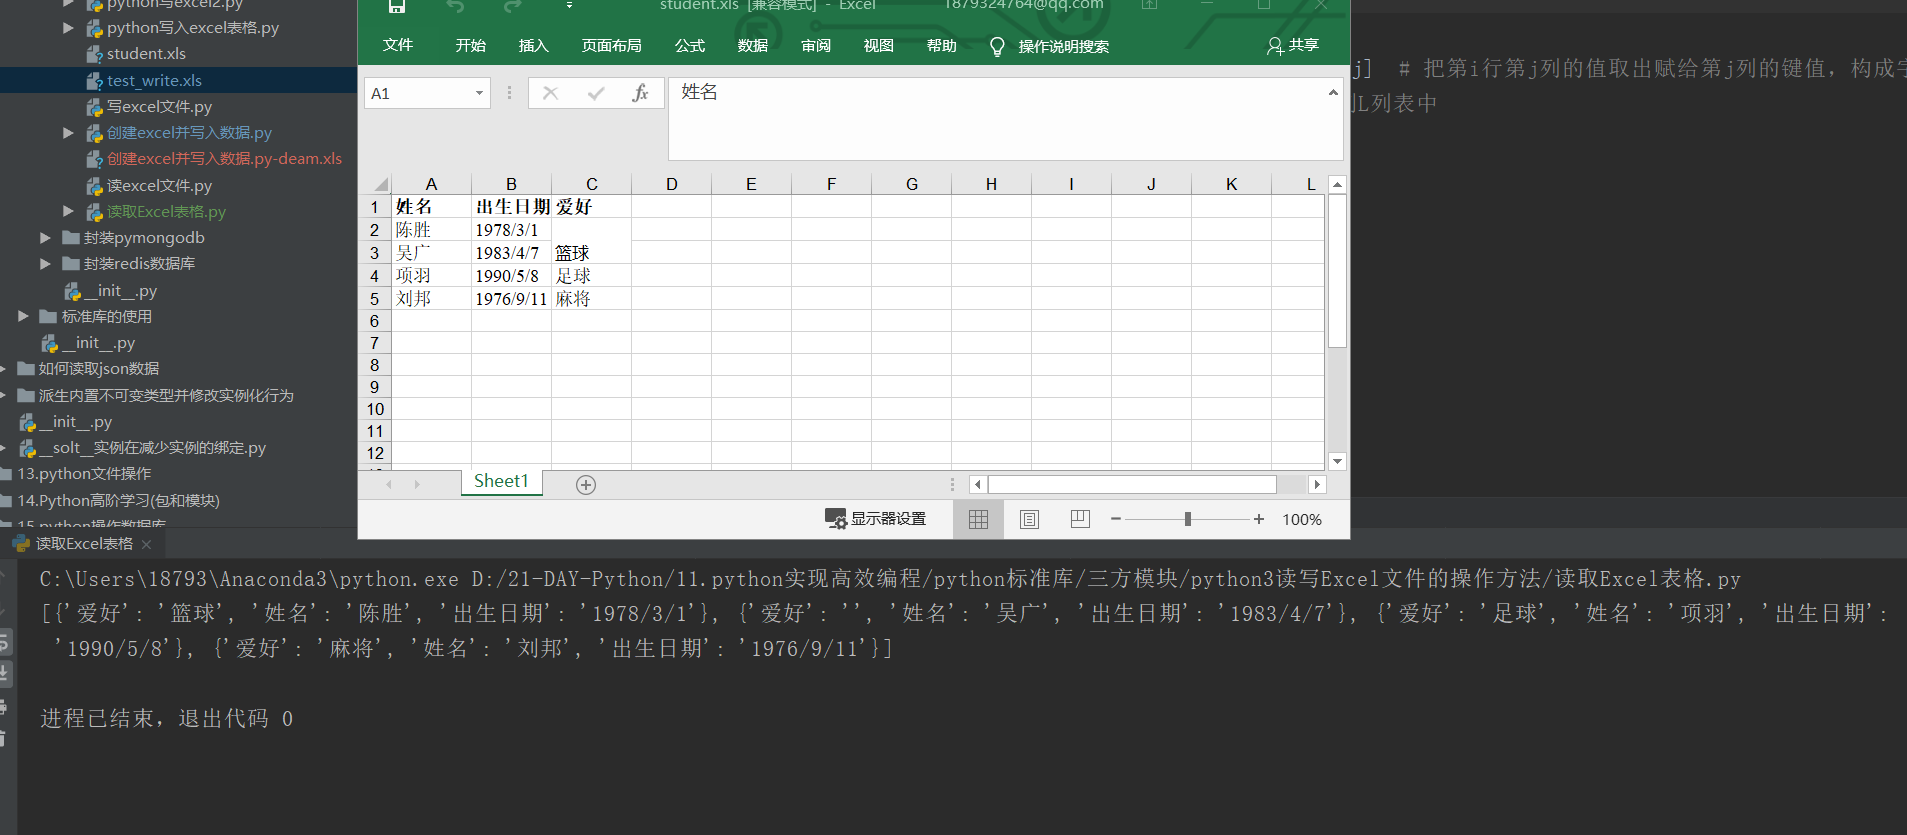 python写excel2.py
python写入excel表格.py
student.xls
test_write.xls
写excel文件.py
创建excel并写入数据.py
创建excel并写入数据.py-deam.xls
读excel文件.py
读取Excel表格.py
封装pymongodb
封装redis数据库
__init__.py
标准库的使用
__init__.py
如何读取json数据
派生内置不可变类型并修改实例化行为
__init__.py
__solt__实例在减少实例的绑定.py
13.python文件操作
14.Python高阶学习(包和模块)
15.python操作数据库
student.xls [兼容模式] - Excel 1879324764@qq.com
文件 开始 插入 页面布局 公式 数据 审阅 视图 帮助 操作说明搜索 共享
A1 fx 姓名
A B C D E F G H I J K L
1 姓名 出生日期 爱好
2 陈胜 1978/3/1
3 吴广 1983/4/7 篮球
4 项羽 1990/5/8 足球
5 刘邦 1976/9/11 麻将
6
7
8
9
10
11
12
Sheet1
显示器设置 100%
j] # 把第i行第j列的值取出赋给第j列的键值，构成字
L列表中
读取Excel表格
C:\Users\18793\Anaconda3\python.exe D:/21-DAY-Python/11.python实现高效编程/python标准库/三方模块/python3读写Excel文件的操作方法/读取Excel表格.py
[{'爱好': '篮球', '姓名': '陈胜', '出生日期': '1978/3/1'}, {'爱好': '', '姓名': '吴广', '出生日期': '1983/4/7'}, {'爱好': '足球', '姓名': '项羽', '出生日期':
'1990/5/8'}, {'爱好': '麻将', '姓名': '刘邦', '出生日期': '1976/9/11'}]
进程已结束，退出代码 0